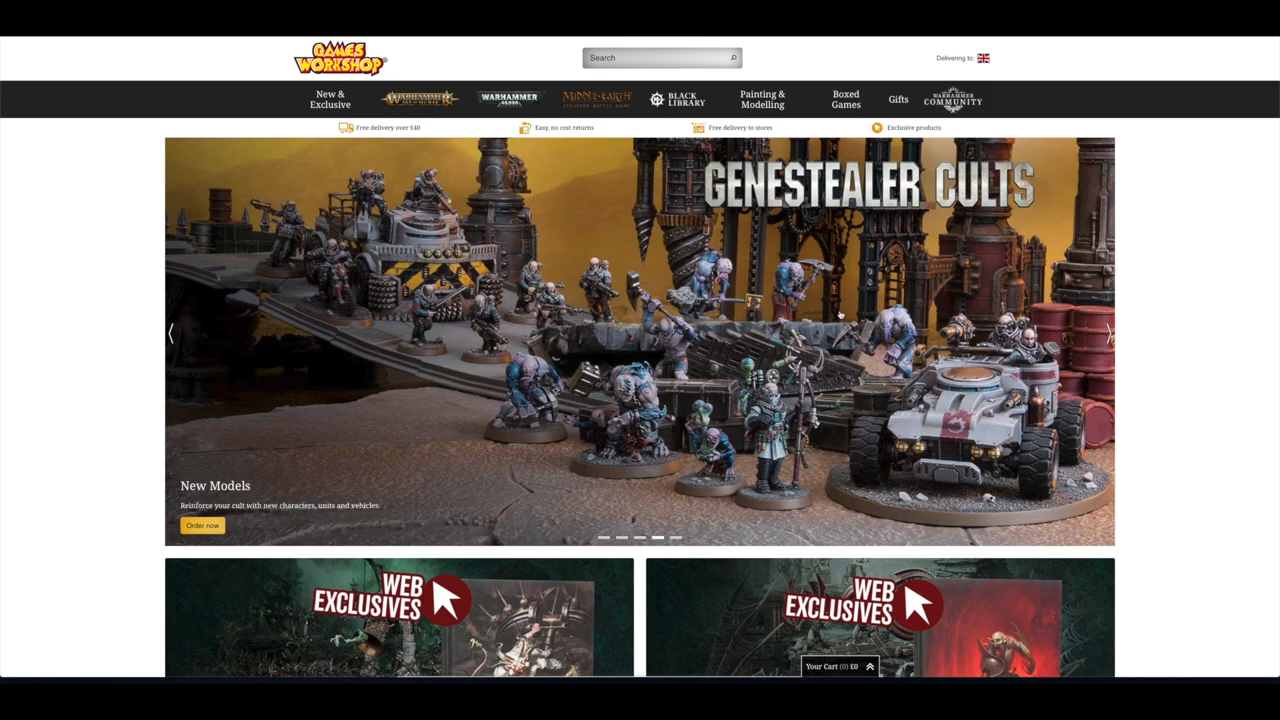 GAMES
WORKSHOP
Search
Delivering to:
New &
Exclusive
WARHAMMER
AGE OF SIGMAR
WARHAMMER
40,000
MIDDLE-EARTH
STRATEGY BATTLE GAME
BLACK
LIBRARY
Painting &
Modelling
Boxed
Games
Gifts
WARHAMMER
COMMUNITY
Free delivery over £40
Easy, no cost returns
Free delivery to stores
Exclusive products
GENESTEALER CULTS
New Models
Reinforce your cult with new characters, units and vehicles.
Order now
WEB
EXCLUSIVES
WEB
EXCLUSIVES
Your Cart (0) £0